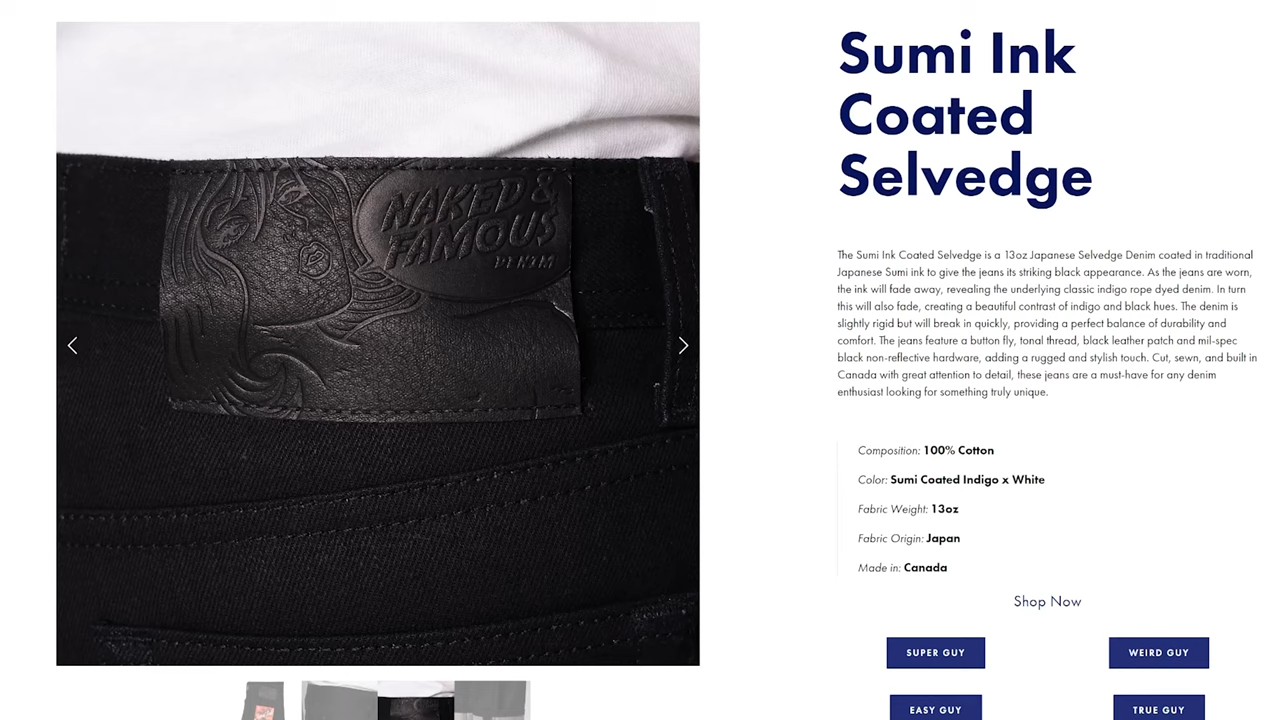 NAKED &
FAMOUS
DENIM
Sumi Ink
Coated
Selvedge
The Sumi Ink Coated Selvedge is a 13oz Japanese Selvedge Denim coated in traditional
Japanese Sumi ink to give the jeans its striking black appearance. As the jeans are worn,
the ink will fade away, revealing the underlying classic indigo rope dyed denim. In turn
this will also fade, creating a beautiful contrast of indigo and black hues. The denim is
slightly rigid but will break in quickly, providing a perfect balance of durability and
comfort. The jeans feature a button fly, tonal thread, black leather patch and mil-spec
black non-reflective hardware, adding a rugged and stylish touch. Cut, sewn, and built in
Canada with great attention to detail, these jeans are a must-have for any denim
enthusiast looking for something truly unique.
Composition: 100% Cotton
Color: Sumi Coated Indigo x White
Fabric Weight: 13oz
Fabric Origin: Japan
Made in: Canada
Shop Now
SUPER GUY
WEIRD GUY
EASY GUY
TRUE GUY